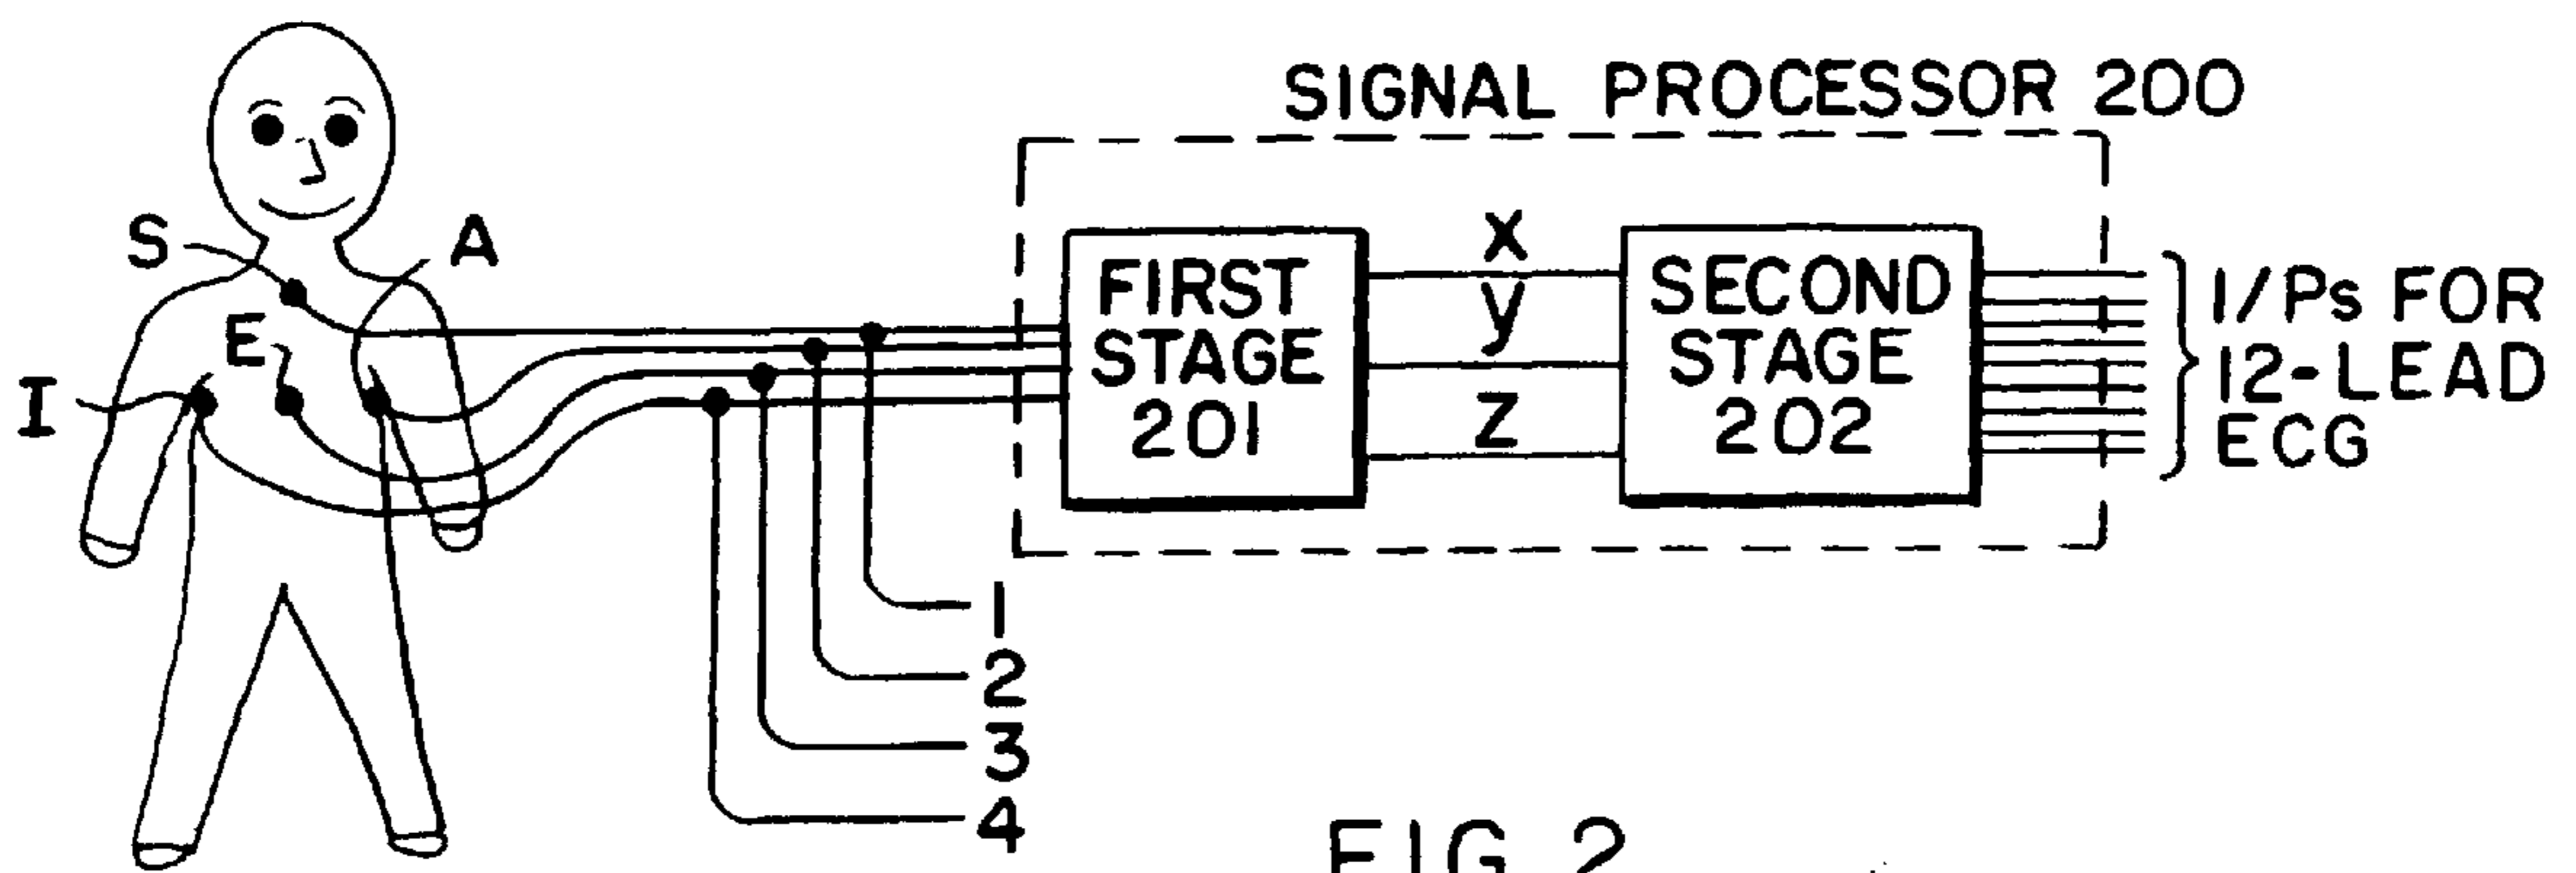 SIGNAL PROCESSOR 200
S
A
E
I
FIRST
STAGE
201
X
y
Z
SECOND
STAGE
202
I/Ps FOR
12-LEAD
ECG
1
2
3
4
FIG 2